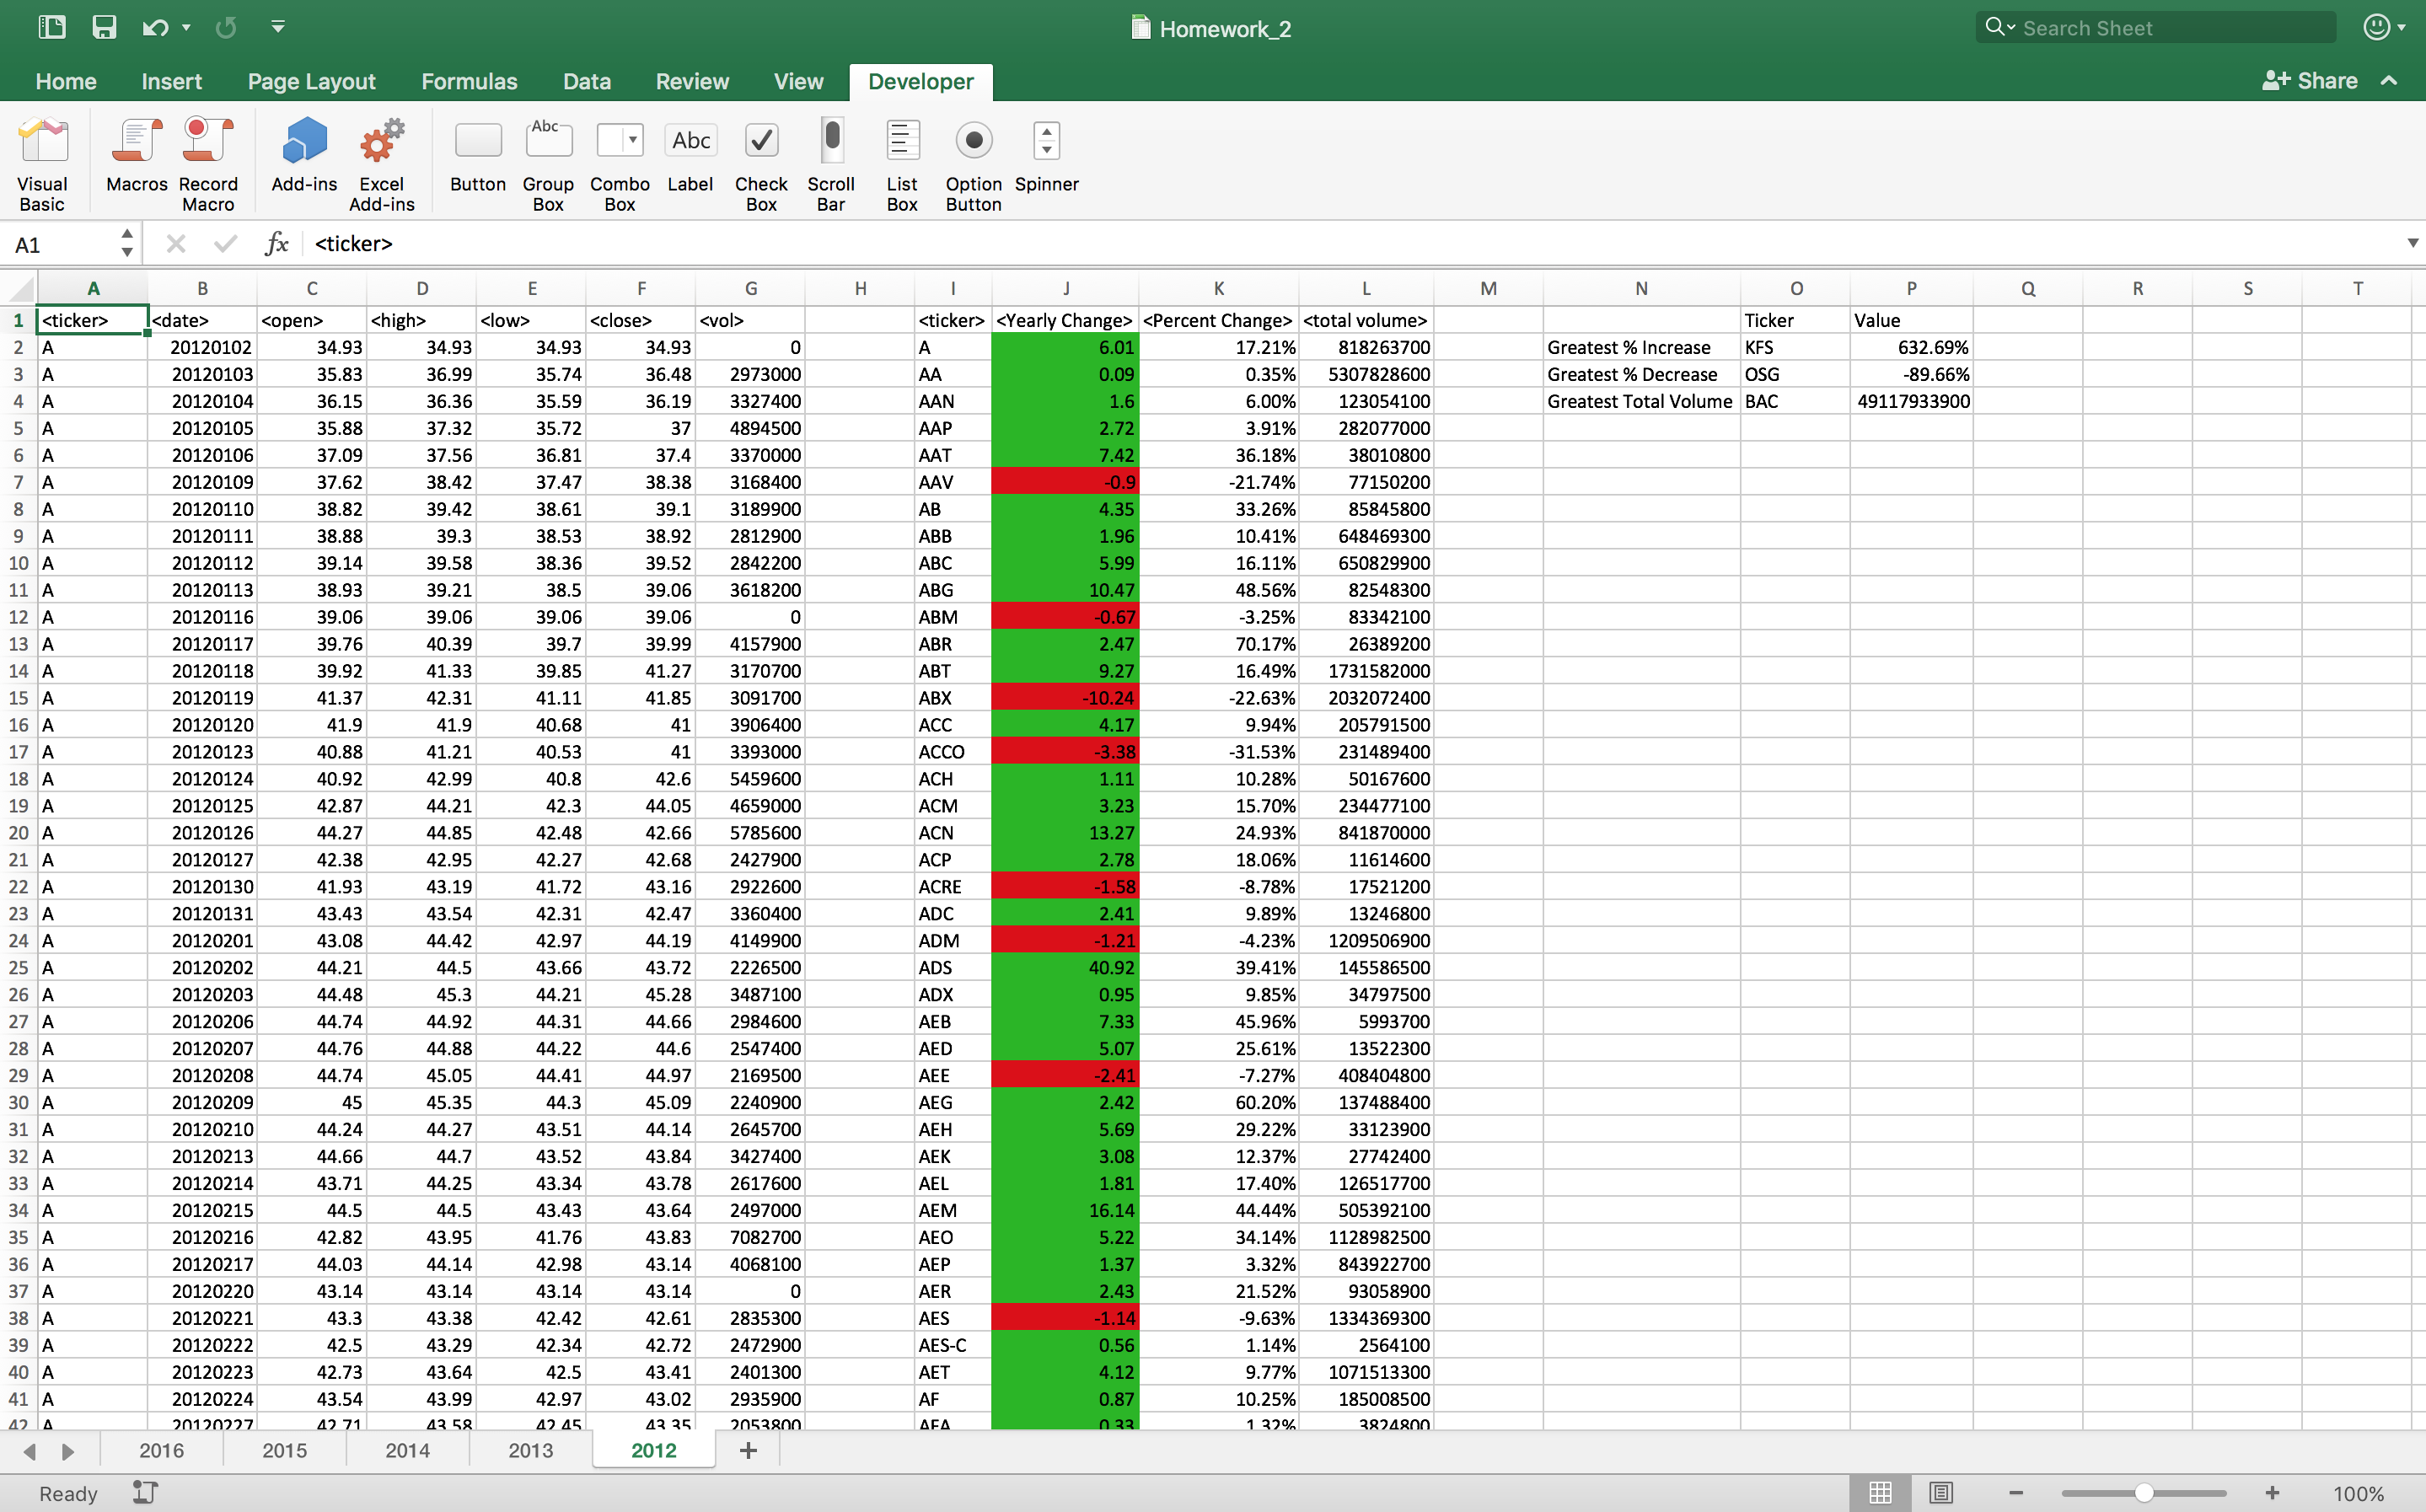 Homework_2
Search Sheet
Home Insert Page Layout Formulas Data Review View Developer Share
Abc Abc
Visual Basic Macros Record Macro Add-ins Excel Add-ins Button Group Box Combo Box Label Check Box Scroll Bar List Box Option Button Spinner
A1 fx <ticker>
A B C D E F G H I J K L M N O P Q R S T
1 <ticker> <date> <open> <high> <low> <close> <vol> <ticker> <Yearly Change> <Percent Change> <total volume> Ticker Value
2 A 20120102 34.93 34.93 34.93 34.93 0 A 6.01 17.21% 818263700 Greatest % Increase KFS 632.69%
3 A 20120103 35.83 36.99 35.74 36.48 2973000 AA 0.09 0.35% 5307828600 Greatest % Decrease OSG -89.66%
4 A 20120104 36.15 36.36 35.59 36.19 3327400 AAN 1.6 6.00% 123054100 Greatest Total Volume BAC 49117933900
5 A 20120105 35.88 37.32 35.72 37 4894500 AAP 2.72 3.91% 282077000
6 A 20120106 37.09 37.56 36.81 37.4 3370000 AAT 7.42 36.18% 38010800
7 A 20120109 37.62 38.42 37.47 38.38 3168400 AAV -0.9 -21.74% 77150200
8 A 20120110 38.82 39.42 38.61 39.1 3189900 AB 4.35 33.26% 85845800
9 A 20120111 38.88 39.3 38.53 38.92 2812900 ABB 1.96 10.41% 648469300
10 A 20120112 39.14 39.58 38.36 39.52 2842200 ABC 5.99 16.11% 650829900
11 A 20120113 38.93 39.21 38.5 39.06 3618200 ABG 10.47 48.56% 82548300
12 A 20120116 39.06 39.06 39.06 39.06 0 ABM -0.67 -3.25% 83342100
13 A 20120117 39.76 40.39 39.7 39.99 4157900 ABR 2.47 70.17% 26389200
14 A 20120118 39.92 41.33 39.85 41.27 3170700 ABT 9.27 16.49% 1731582000
15 A 20120119 41.37 42.31 41.11 41.85 3091700 ABX -10.24 -22.63% 2032072400
16 A 20120120 41.9 41.9 40.68 41 3906400 ACC 4.17 9.94% 205791500
17 A 20120123 40.88 41.21 40.53 41 3393000 ACCO -3.38 -31.53% 231489400
18 A 20120124 40.92 42.99 40.8 42.6 5459600 ACH 1.11 10.28% 50167600
19 A 20120125 42.87 44.21 42.3 44.05 4659000 ACM 3.23 15.70% 234477100
20 A 20120126 44.27 44.85 42.48 42.66 5785600 ACN 13.27 24.93% 841870000
21 A 20120127 42.38 42.95 42.27 42.68 2427900 ACP 2.78 18.06% 11614600
22 A 20120130 41.93 43.19 41.72 43.16 2922600 ACRE -1.58 -8.78% 17521200
23 A 20120131 43.43 43.54 42.31 42.47 3360400 ADC 2.41 9.89% 13246800
24 A 20120201 43.08 44.42 42.97 44.19 4149900 ADM -1.21 -4.23% 1209506900
25 A 20120202 44.21 44.5 43.66 43.72 2226500 ADS 40.92 39.41% 145586500
26 A 20120203 44.48 45.3 44.21 45.28 3487100 ADX 0.95 9.85% 34797500
27 A 20120206 44.74 44.92 44.31 44.66 2984600 AEB 7.33 45.96% 5993700
28 A 20120207 44.76 44.88 44.22 44.6 2547400 AED 5.07 25.61% 13522300
29 A 20120208 44.74 45.05 44.41 44.97 2169500 AEE -2.41 -7.27% 408404800
30 A 20120209 45 45.35 44.3 45.09 2240900 AEG 2.42 60.20% 137488400
31 A 20120210 44.24 44.27 43.51 44.14 2645700 AEH 5.69 29.22% 33123900
32 A 20120213 44.66 44.7 43.52 43.84 3427400 AEK 3.08 12.37% 27742400
33 A 20120214 43.71 44.25 43.34 43.78 2617600 AEL 1.81 17.40% 126517700
34 A 20120215 44.5 44.5 43.43 43.64 2497000 AEM 16.14 44.44% 505392100
35 A 20120216 42.82 43.95 41.76 43.83 7082700 AEO 5.22 34.14% 1128982500
36 A 20120217 44.03 44.14 42.98 43.14 4068100 AEP 1.37 3.32% 843922700
37 A 20120220 43.14 43.14 43.14 43.14 0 AER 2.43 21.52% 93058900
38 A 20120221 43.3 43.38 42.42 42.61 2835300 AES -1.14 -9.63% 1334369300
39 A 20120222 42.5 43.29 42.34 42.72 2472900 AES-C 0.56 1.14% 2564100
40 A 20120223 42.73 43.64 42.5 43.41 2401300 AET 4.12 9.77% 1071513300
41 A 20120224 43.54 43.99 42.97 43.02 2935900 AF 0.87 10.25% 185008500
42 A 20120227 42.71 43.58 42.45 43.35 2053800 AFA 0.33 1.32% 3824800
2016 2015 2014 2013 2012 +
Ready 100%